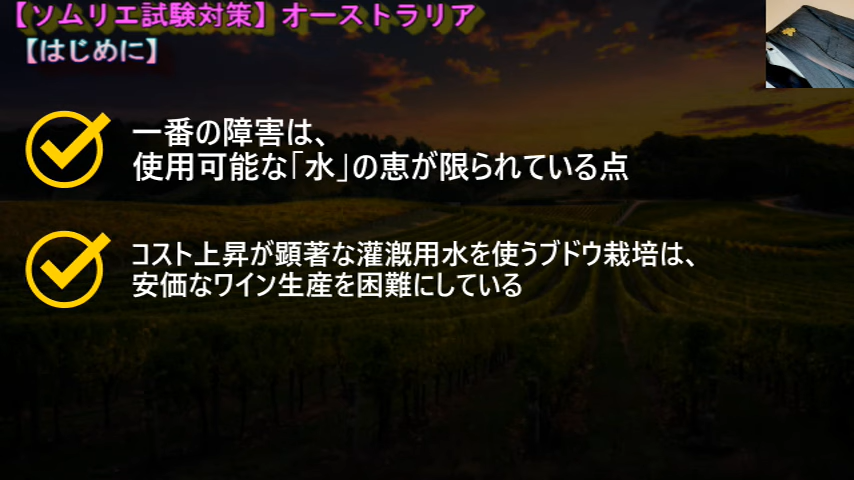 【ソムリエ試験対策】オーストラリア
【はじめに】
一番の障害は、
使用可能な「水」の恵が限られている点
コスト上昇が顕著な灌漑用水を使うブドウ栽培は、
安価なワイン生産を困難にしている